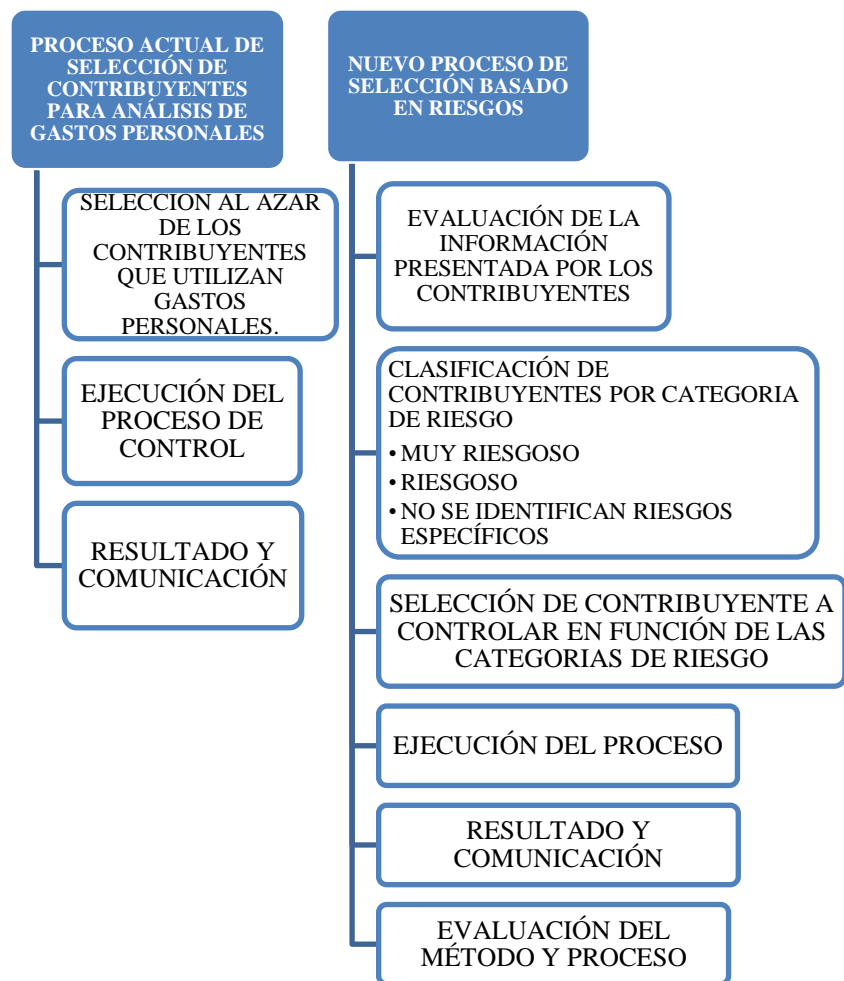 PROCESO ACTUAL DE
SELECCIÓN DE
CONTRIBUYENTES
PARA ANÁLISIS DE
GASTOS PERSONALES
SELECCION AL AZAR
DE LOS
CONTRIBUYENTES
QUE UTILIZAN
GASTOS
PERSONALES.
EJECUCIÓN DEL
PROCESO DE
CONTROL
RESULTADO Y
COMUNICACIÓN
NUEVO PROCESO DE
SELECCIÓN BASADO
EN RIESGOS
EVALUACIÓN DE LA
INFORMACIÓN
PRESENTADA POR LOS
CONTRIBUYENTES
CLASIFICACIÓN DE
CONTRIBUYENTES POR CATEGORIA
DE RIESGO
• MUY RIESGOSO
• RIESGOSO
• NO SE IDENTIFICAN RIESGOS
ESPECÍFICOS
SELECCIÓN DE CONTRIBUYENTE A
CONTROLAR EN FUNCIÓN DE LAS
CATEGORIAS DE RIESGO
EJECUCIÓN DEL PROCESO
RESULTADO Y
COMUNICACIÓN
EVALUACIÓN DEL
MÉTODO Y PROCESO